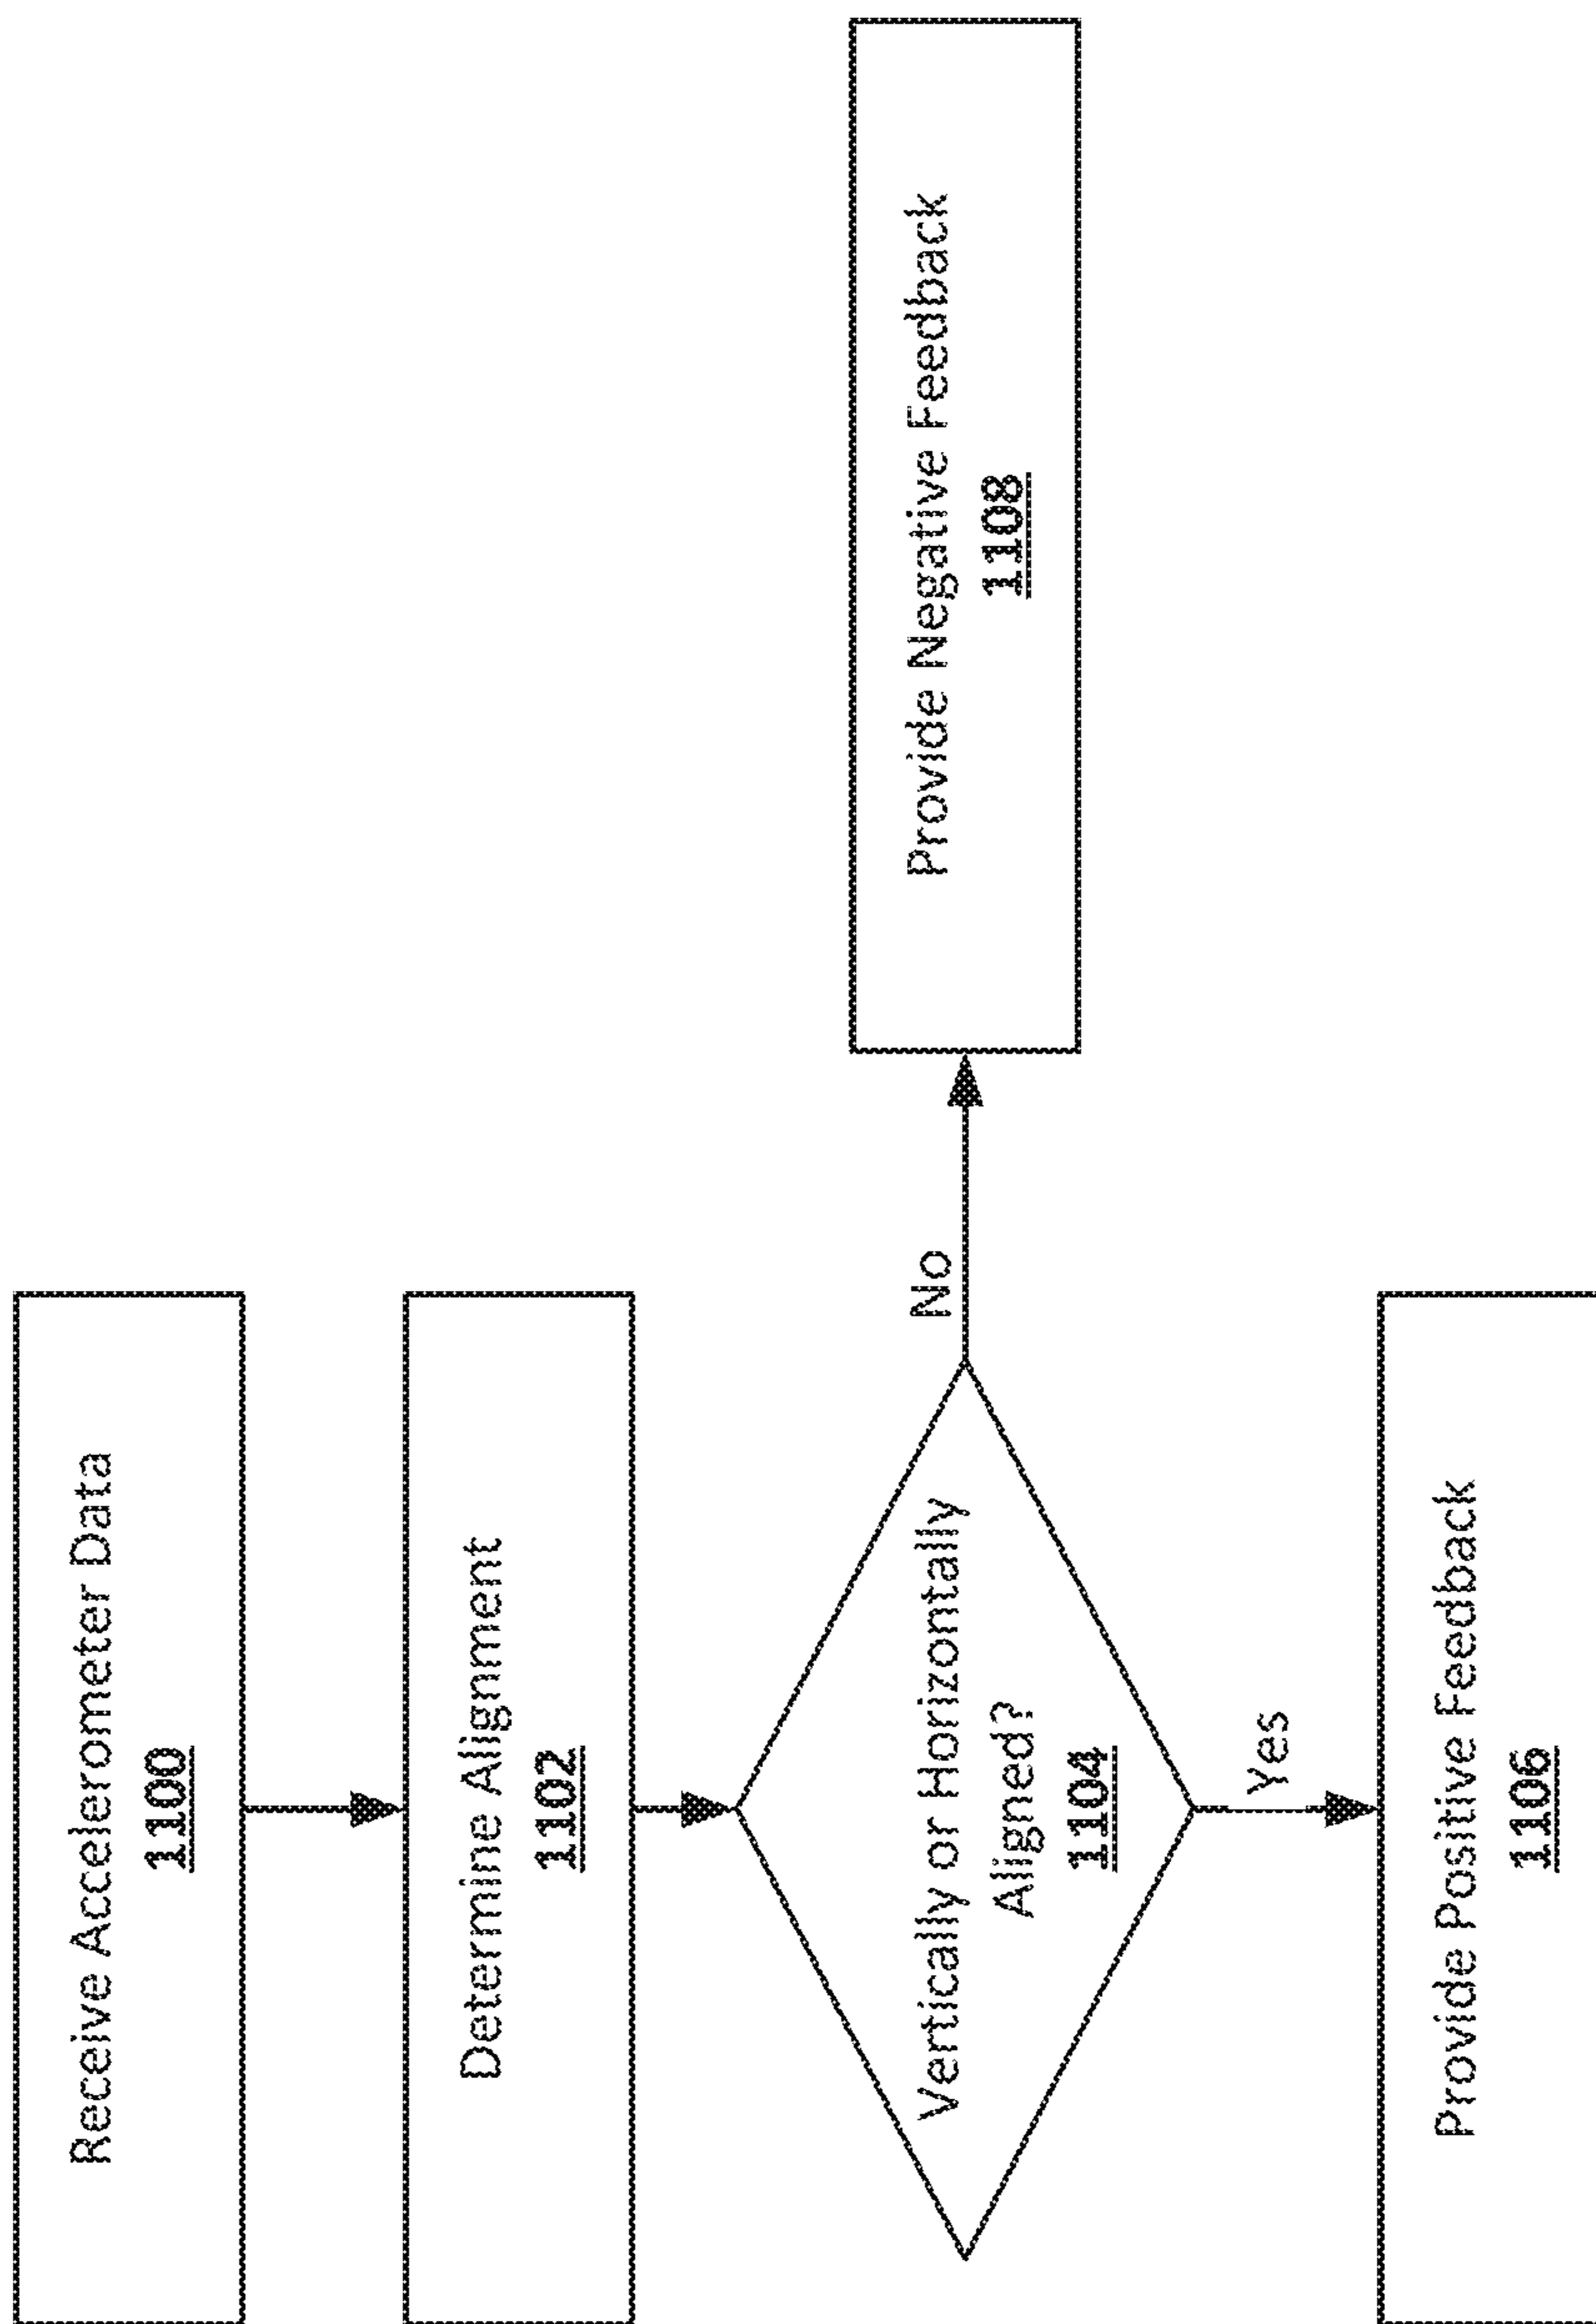 Receive Accelerometer Data
1100
Determine Alignment
1102
Vertically or Horizontally
Aligned?
1104
No
Provide Negative Feedback
1108
Yes
Provide Positive Feedback
1106